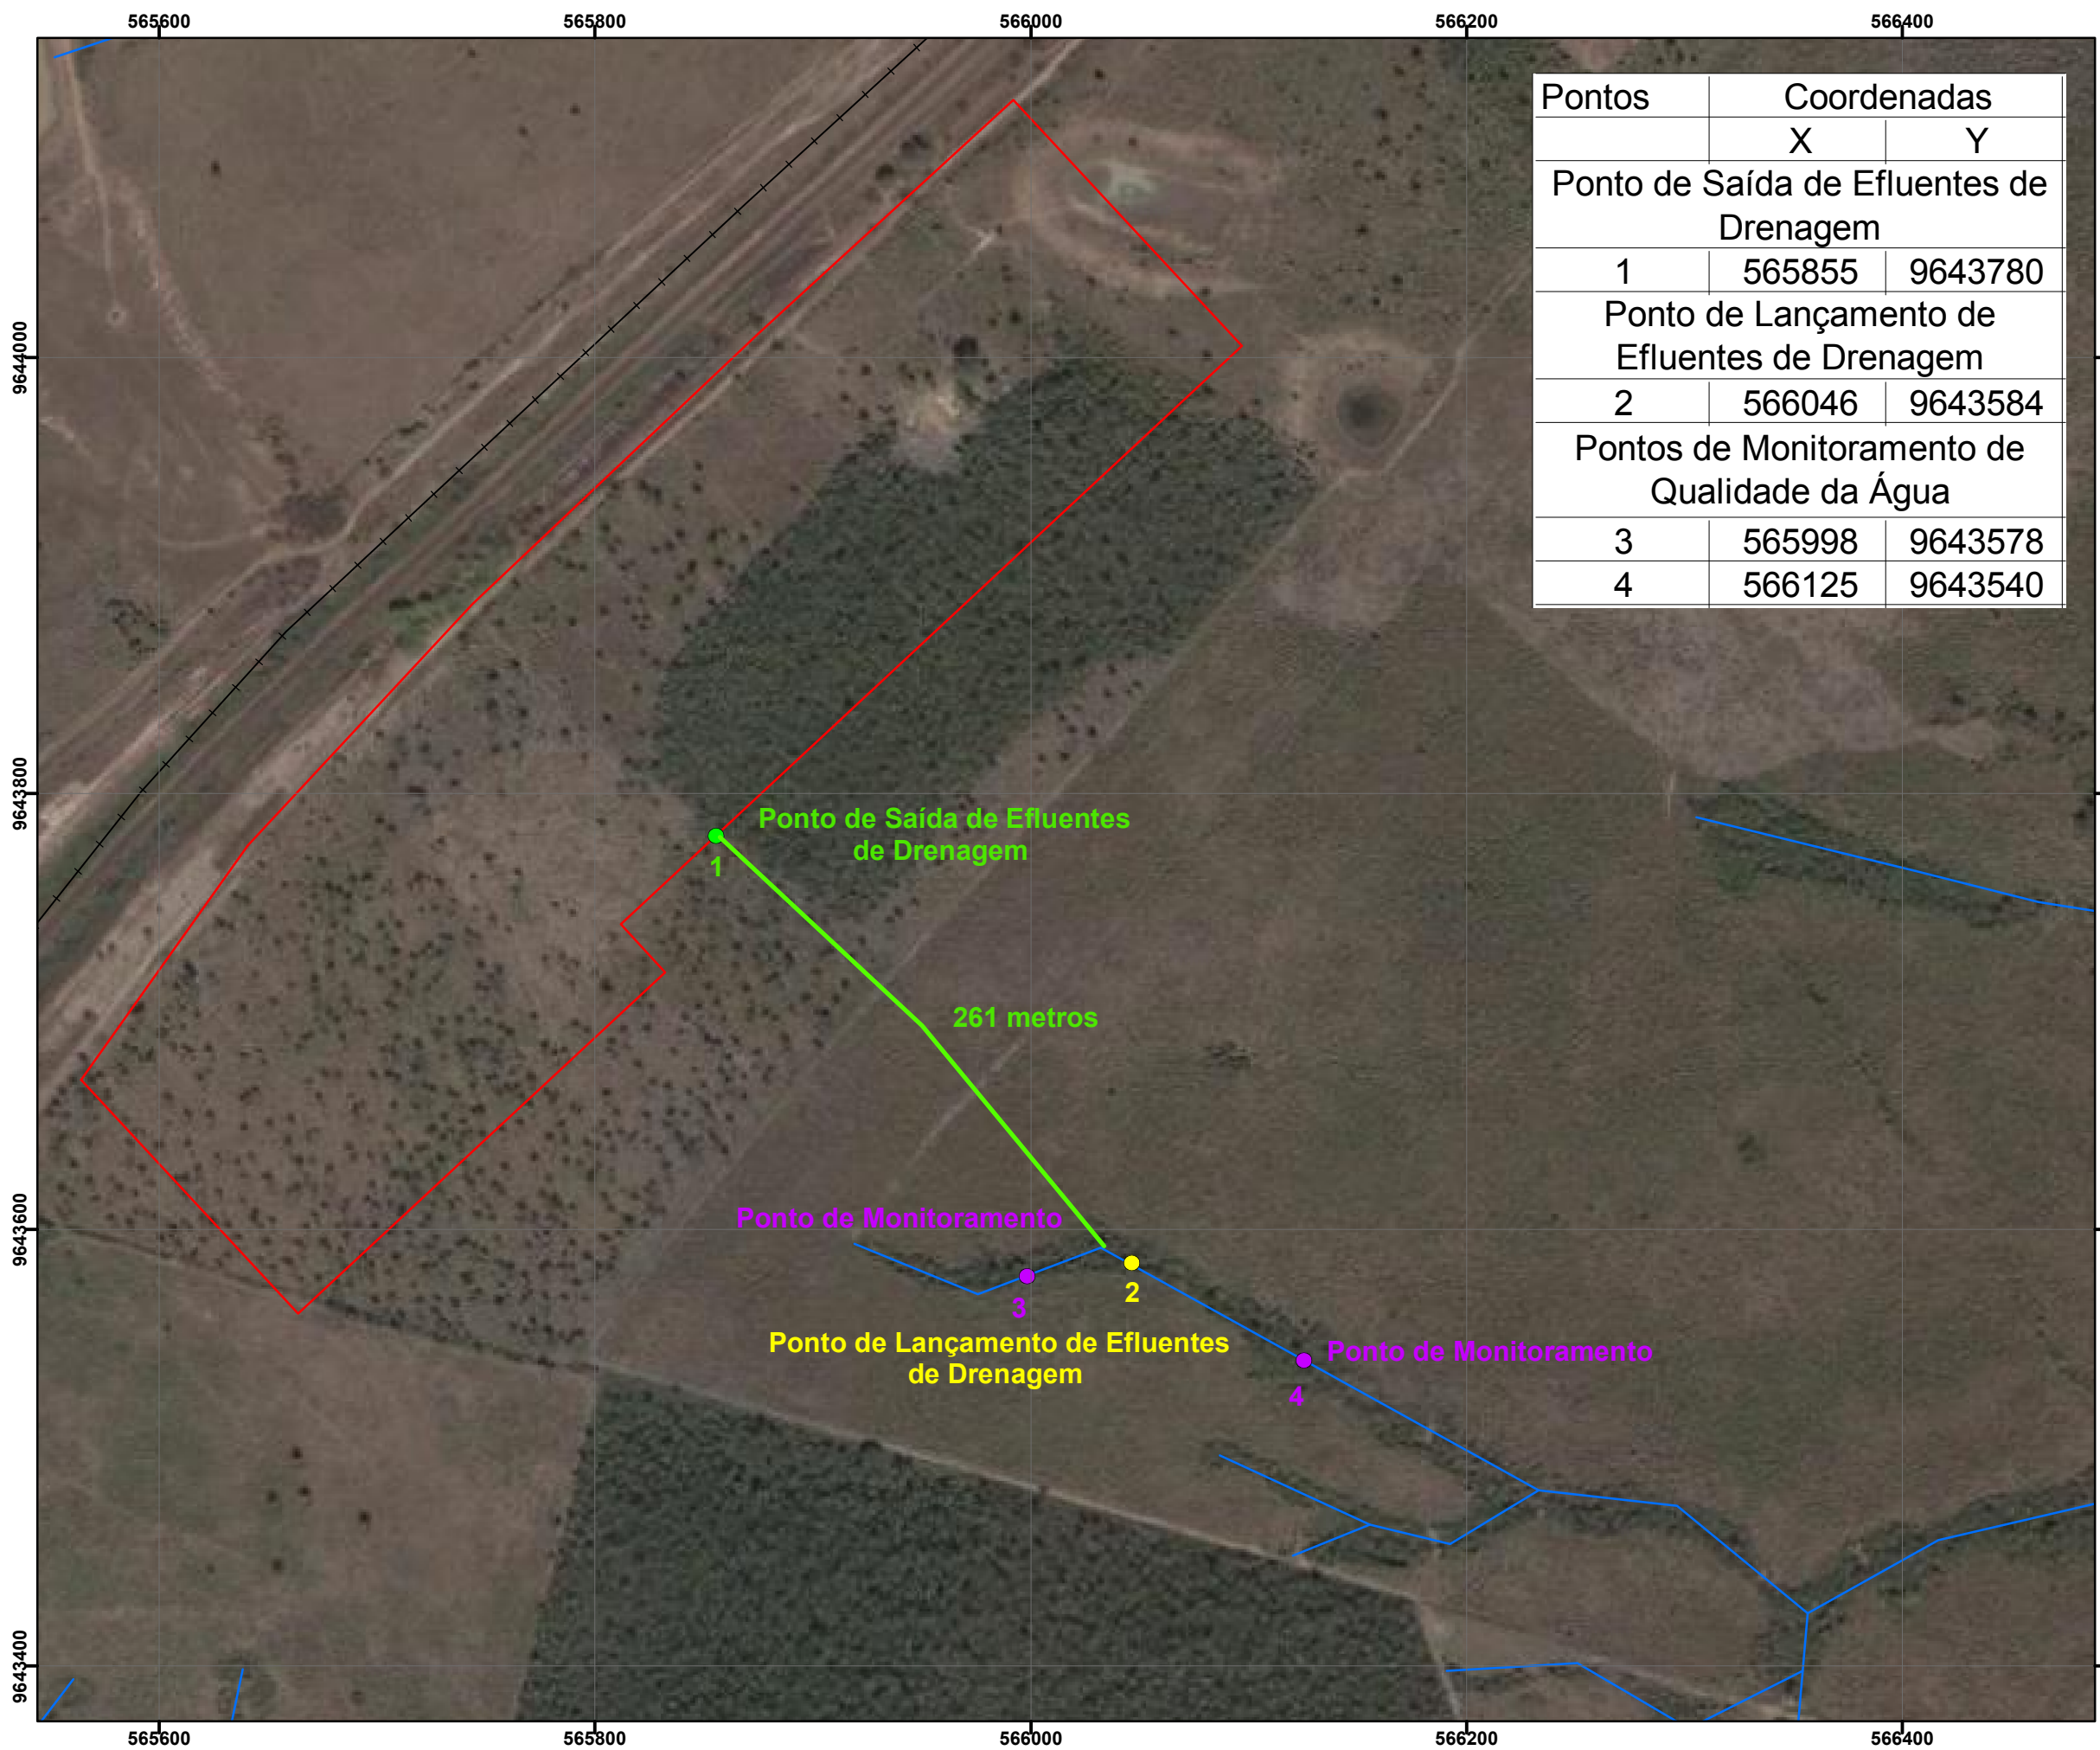 565600 565800 566000 566200 566400
Pontos Coordenadas
X Y
Ponto de Saída de Efluentes de
Drenagem
1 565855 9643780
Ponto de Lançamento de
Efluentes de Drenagem
2 566046 9643584
Pontos de Monitoramento de
Qualidade da Água
3 565998 9643578
4 566125 9643540
9644000
9643800
Ponto de Saída de Efluentes
de Drenagem
1
261 metros
9643600
Ponto de Monitoramento
2
3
Ponto de Lançamento de Efluentes
de Drenagem
Ponto de Monitoramento
4
9643400
565600 565800 566000 566200 566400